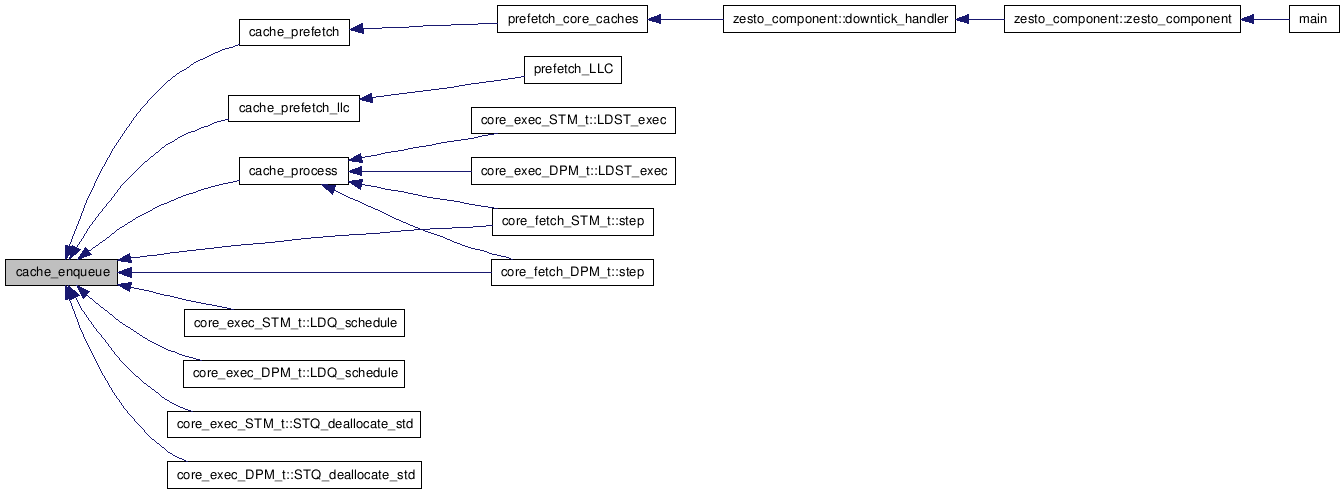 cache_prefetch
prefetch_core_caches
zesto_component::downtick_handler
zesto_component::zesto_component
main
prefetch_LLC
cache_prefetch_llc
core_exec_STM_t::LDST_exec
cache_process
core_exec_DPM_t::LDST_exec
core_fetch_STM_t::step
cache_enqueue
core_fetch_DPM_t::step
core_exec_STM_t::LDQ_schedule
core_exec_DPM_t::LDQ_schedule
core_exec_STM_t::STQ_deallocate_std
core_exec_DPM_t::STQ_deallocate_std